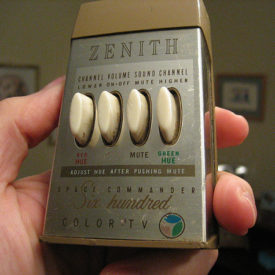 ZENITH
CHANNEL VOLUME SOUND CHANNEL
LOWER ON-OFF MUTE HIGHER
RED HUE MUTE GREEN HUE
ADJUST HUE AFTER PUSHING MUTE
SPACE COMMANDER
Six hundred
COLOR TV